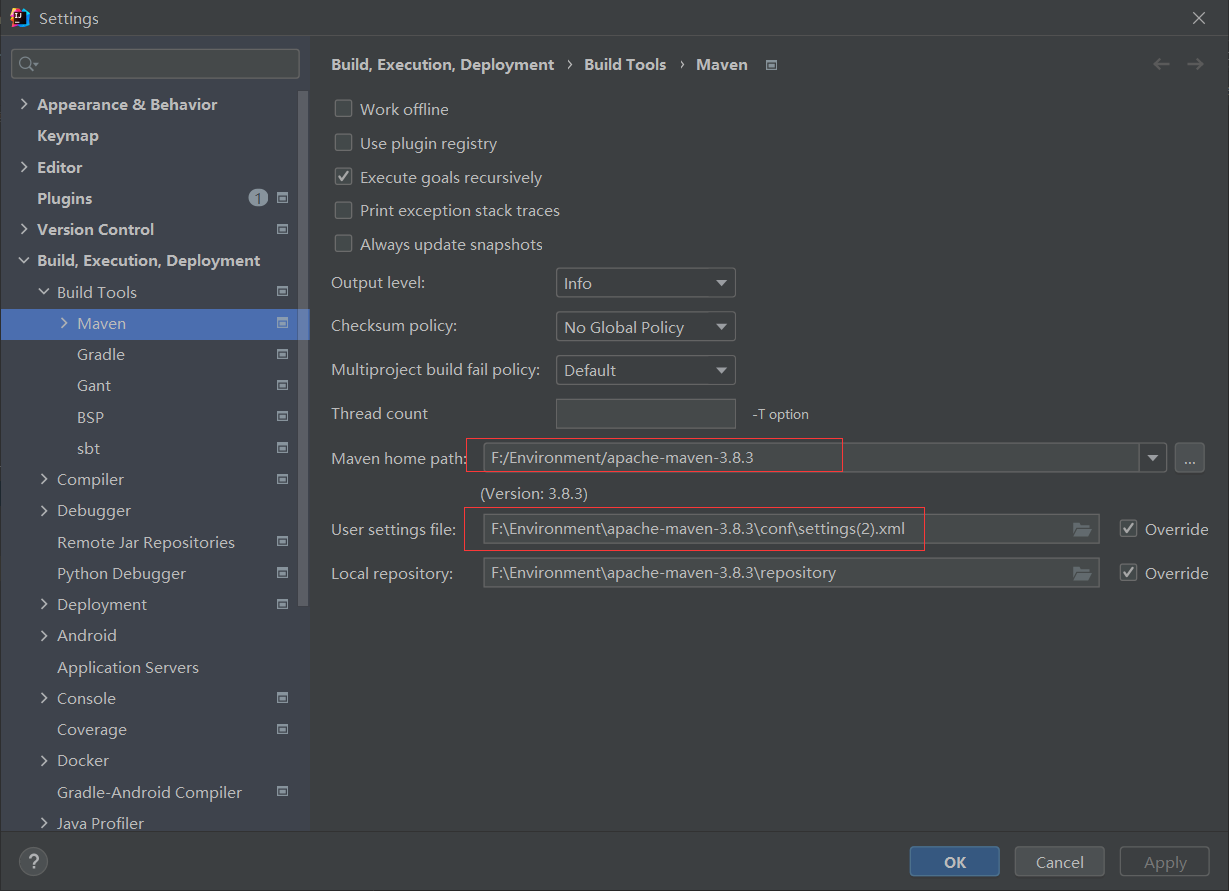 Settings
Build, Execution, Deployment › Build Tools › Maven
Appearance & Behavior
Keymap
Editor
Plugins 1
Version Control
Build, Execution, Deployment
Build Tools
Maven
Gradle
Gant
BSP
sbt
Compiler
Debugger
Remote Jar Repositories
Python Debugger
Deployment
Android
Application Servers
Console
Coverage
Docker
Gradle-Android Compiler
Java Profiler
Work offline
Use plugin registry
Execute goals recursively
Print exception stack traces
Always update snapshots
Output level: Info
Checksum policy: No Global Policy
Multiproject build fail policy: Default
Thread count -T option
Maven home path: F:/Environment/apache-maven-3.8.3 ...
(Version: 3.8.3)
User settings file: F:\Environment\apache-maven-3.8.3\conf\settings(2).xml Override
Local repository: F:\Environment\apache-maven-3.8.3\repository Override
? OK Cancel Apply